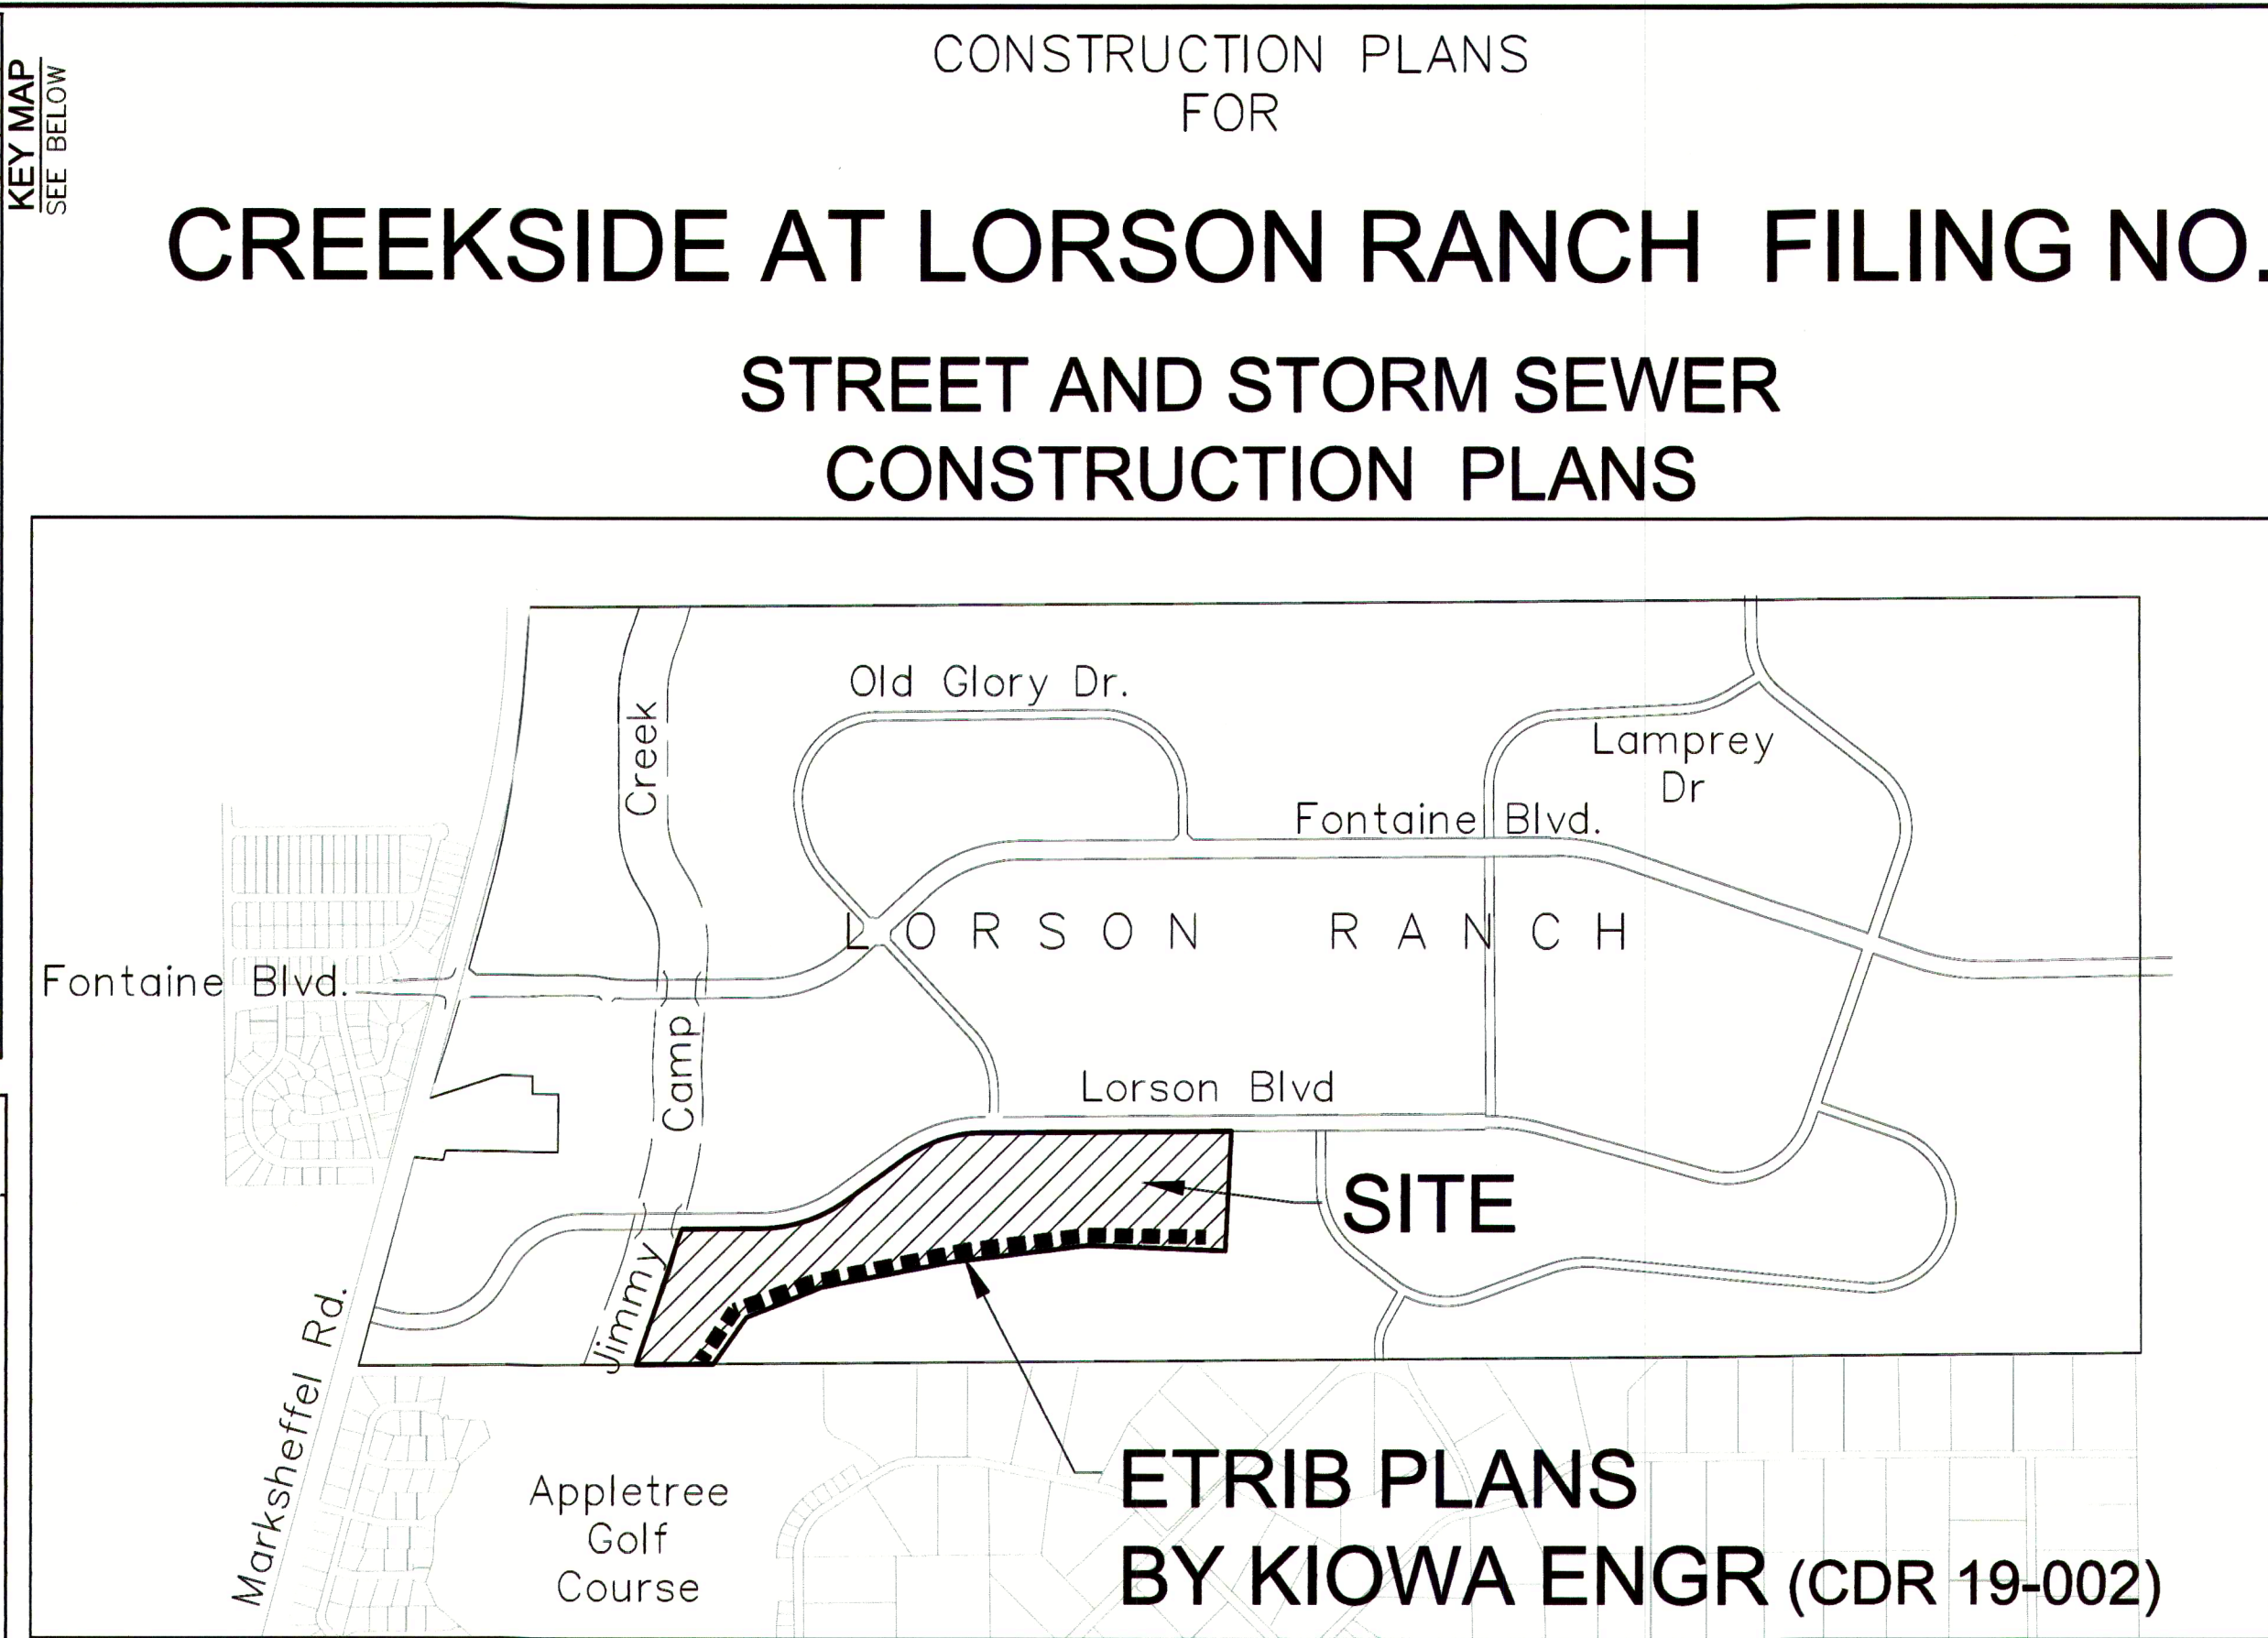 KEY MAP
SEE BELOW
CONSTRUCTION PLANS
FOR
CREEKSIDE AT LORSON RANCH FILING NO.
STREET AND STORM SEWER
CONSTRUCTION PLANS
Old Glory Dr.
Creek
Lamprey
Dr
Fontaine Blvd.
LORSON RANCH
Fontaine Blvd.
Camp
Lorson Blvd
SITE
Jimmy
Marksheffel Rd.
ETRIB PLANS
BY KIOWA ENGR (CDR 19-002)
Appletree
Golf
Course